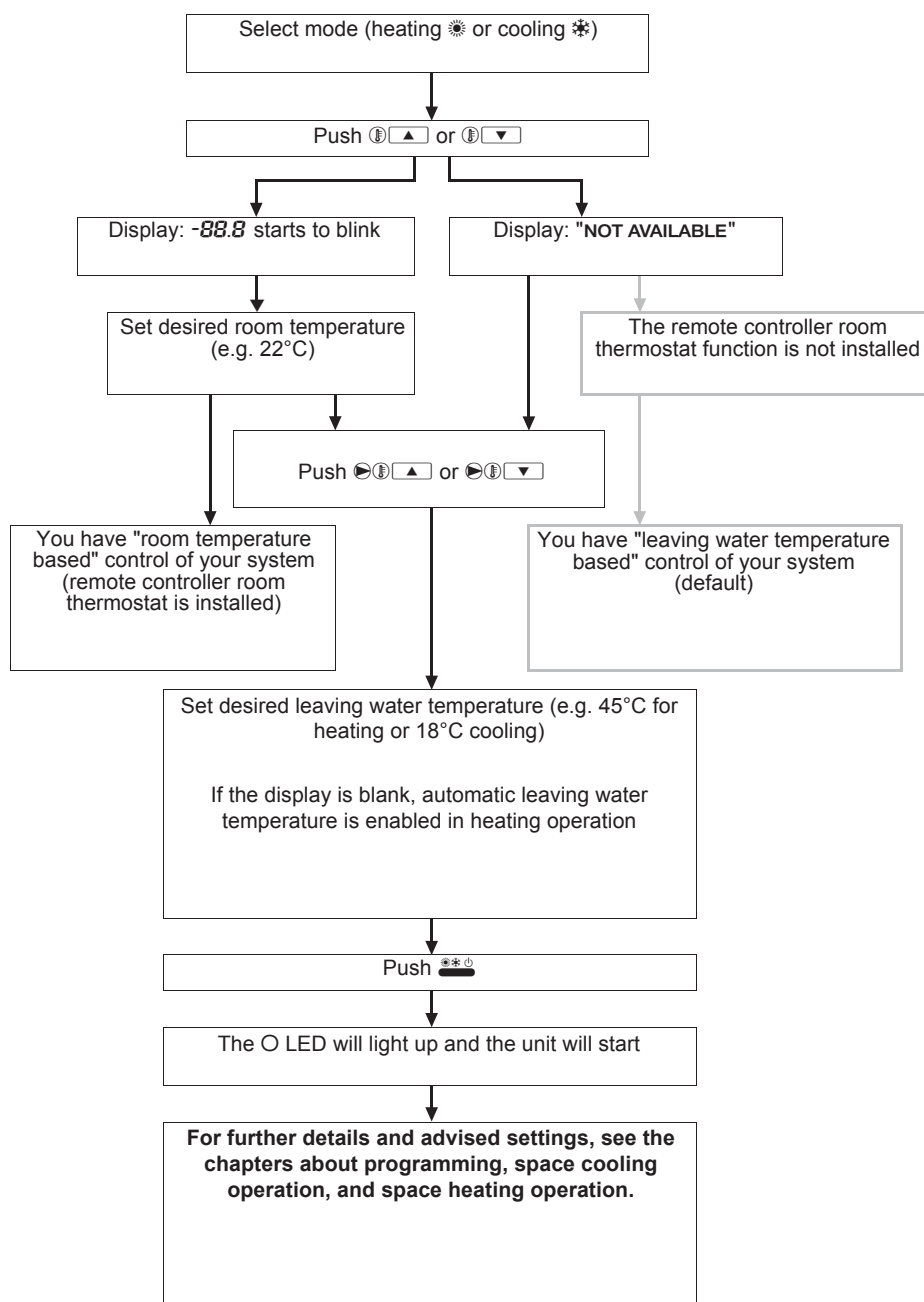 Select mode (heating ☀ or cooling ❄)
Push ▲ or ▼
Display: -88.8 starts to blink
Display: "NOT AVAILABLE"
Set desired room temperature
(e.g. 22°C)
The remote controller room
thermostat function is not installed
Push ▲ or ▼
You have "room temperature
based" control of your system
(remote controller room
thermostat is installed)
You have "leaving water temperature
based" control of your system
(default)
Set desired leaving water temperature (e.g. 45°C for
heating or 18°C cooling)
If the display is blank, automatic leaving water
temperature is enabled in heating operation
Push
The O LED will light up and the unit will start
For further details and advised settings, see the
chapters about programming, space cooling
operation, and space heating operation.